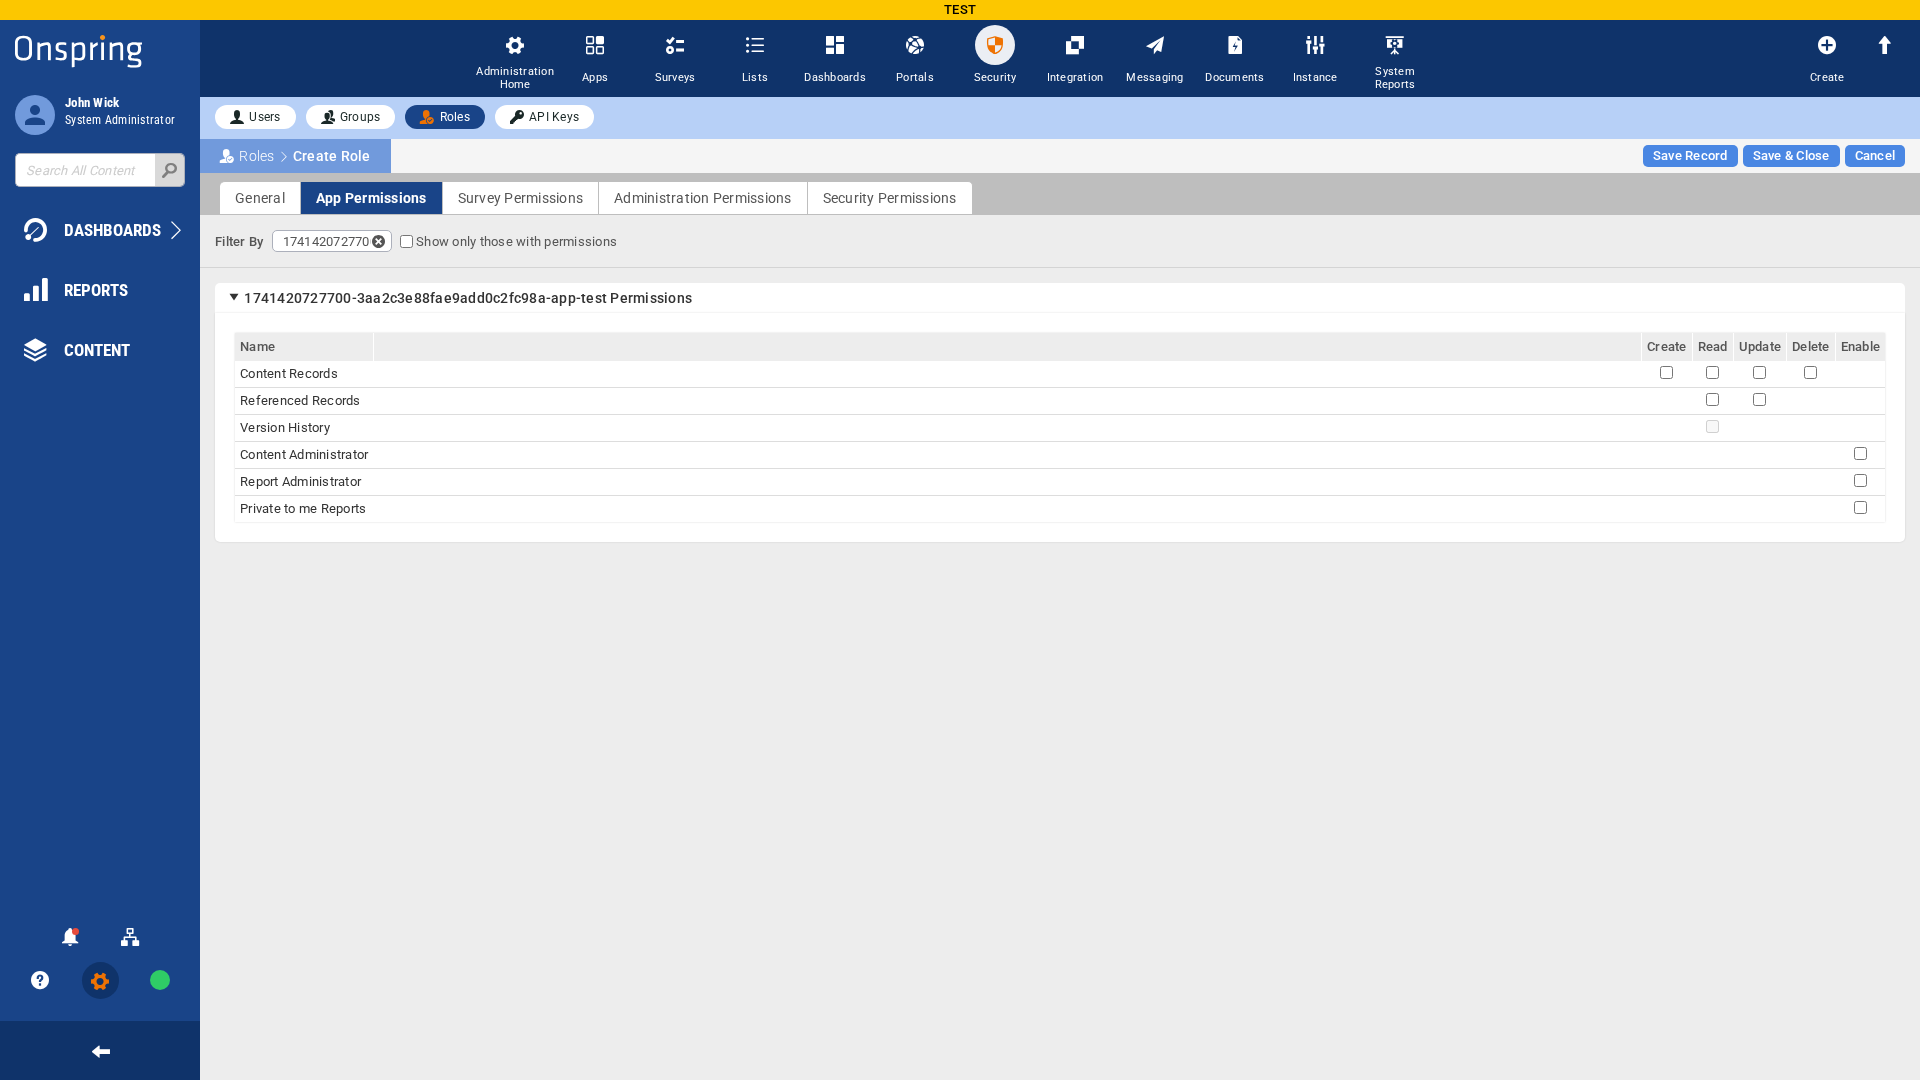 TEST
Onspring
John Wick
System Administrator
Search All Content
DASHBOARDS
REPORTS
CONTENT
Administration Home
Apps
Surveys
Lists
Dashboards
Portals
Security
Integration
Messaging
Documents
Instance
System Reports
Create
Users
Groups
Roles
API Keys
Roles
Create Role
Save Record
Save & Close
Cancel
General
App Permissions
Survey Permissions
Administration Permissions
Security Permissions
Filter By
174142072770
Show only those with permissions
1741420727700-3aa2c3e88fae9add0c2fc98a-app-test Permissions
Name Create Read Update Delete Enable
Content Records
Referenced Records
Version History
Content Administrator
Report Administrator
Private to me Reports